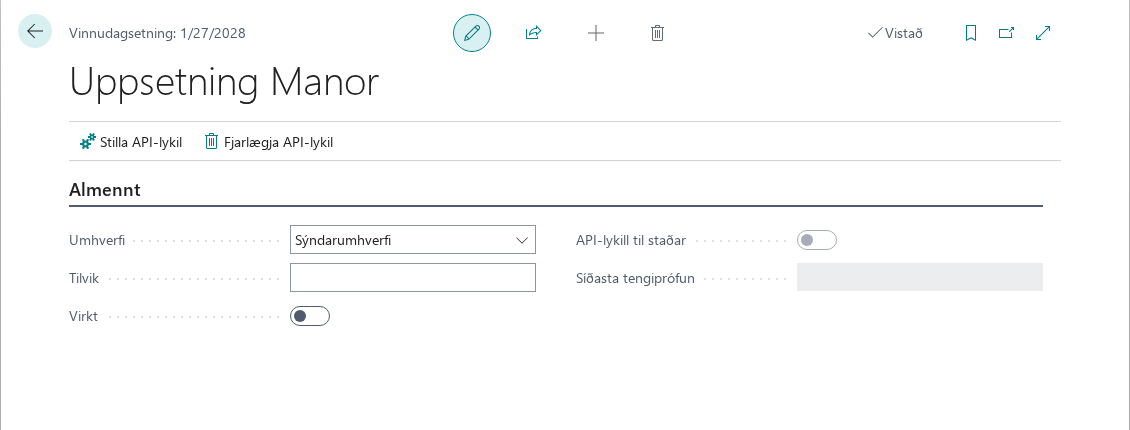 Vinnudagsetning: 1/27/2028
Vistað
Uppsetning Manor
Stilla API-lykil Fjarlægja API-lykil
Almennt
Umhverfi Sýndarumhverfi
Tilvik
Virkt
API-lykill til staðar
Síðasta tengiprófun